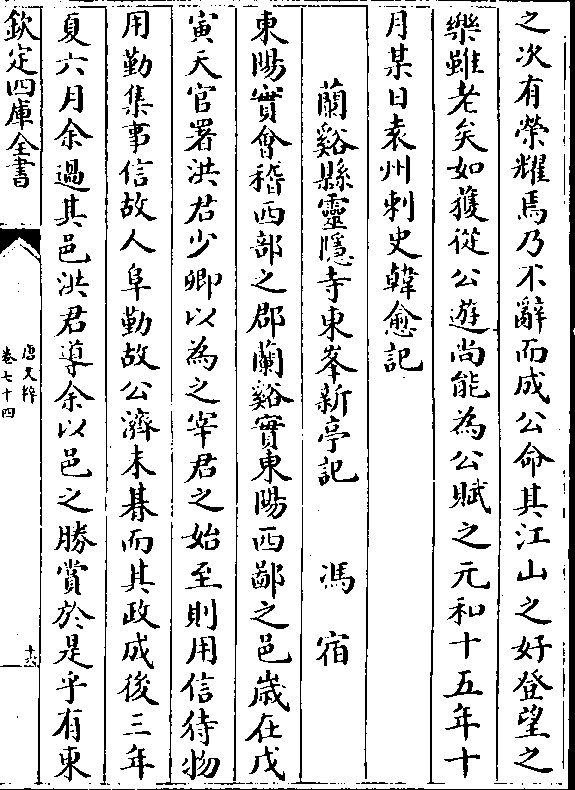 之次有榮耀焉乃不辭而成公命其江山之好登望之
樂雖老矣如獲從公遊尚能為公賦之元和十五年十
月某日袁州刺史韓愈記
蘭谿縣靈隱寺東峯新亭記 馮宿
東陽實會稽西部之郡蘭谿實東陽西鄙之邑嵗在戊
寅天官署洪君少卿以為之宰君之始至則用信待物
用勤集事信故人阜勤故公濟未朞而其政成後三年
夏六月余過其邑洪君導余以邑之勝賞於是乎有東
欽定四庫全書
唐文粹
卷七十四
十六